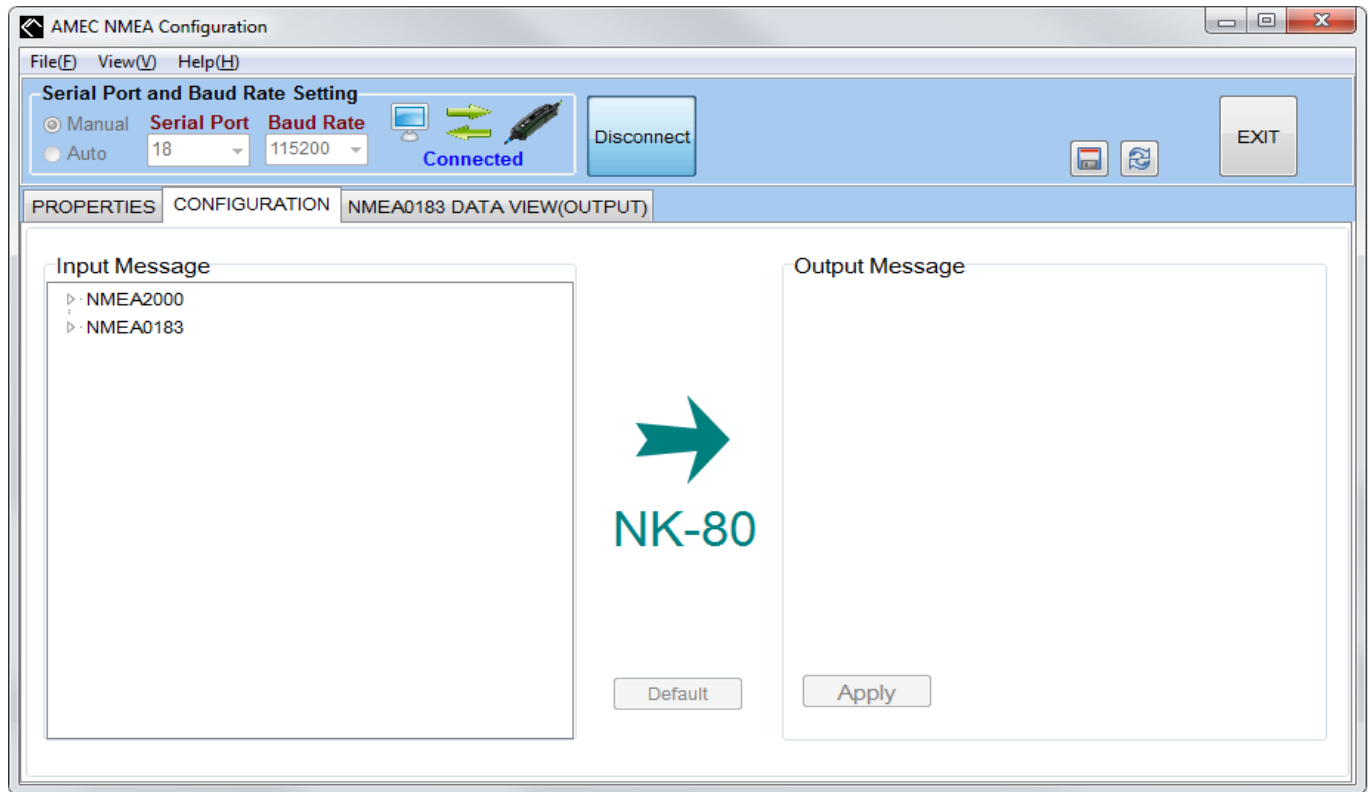 AMEC NMEA Configuration
File(F) View(V) Help(H)
Serial Port and Baud Rate Setting
Manual Serial Port Baud Rate
Auto 18 115200
Connected
Disconnect
EXIT
PROPERTIES CONFIGURATION NMEA0183 DATA VIEW(OUTPUT)
Input Message Output Message
NMEA2000
NMEA0183
NK-80
Default Apply